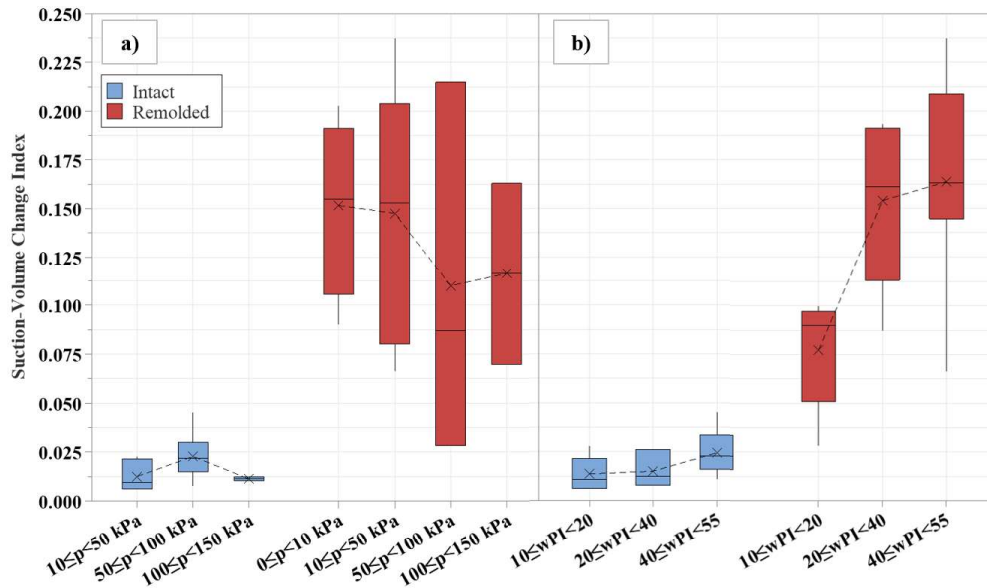 a)
b)
Intact
Remolded
Suction-Volume Change Index
0.250
0.225
0.200
0.175
0.150
0.125
0.100
0.075
0.050
0.025
0.000
10≤p<50 kPa
50≤p<100 kPa
100≤p<150 kPa
0≤p<10 kPa
10≤p<50 kPa
50≤p<100 kPa
100≤p<150 kPa
10≤wPI<20
20≤wPI<40
40≤wPI<55
10≤wPI<20
20≤wPI<40
40≤wPI<55